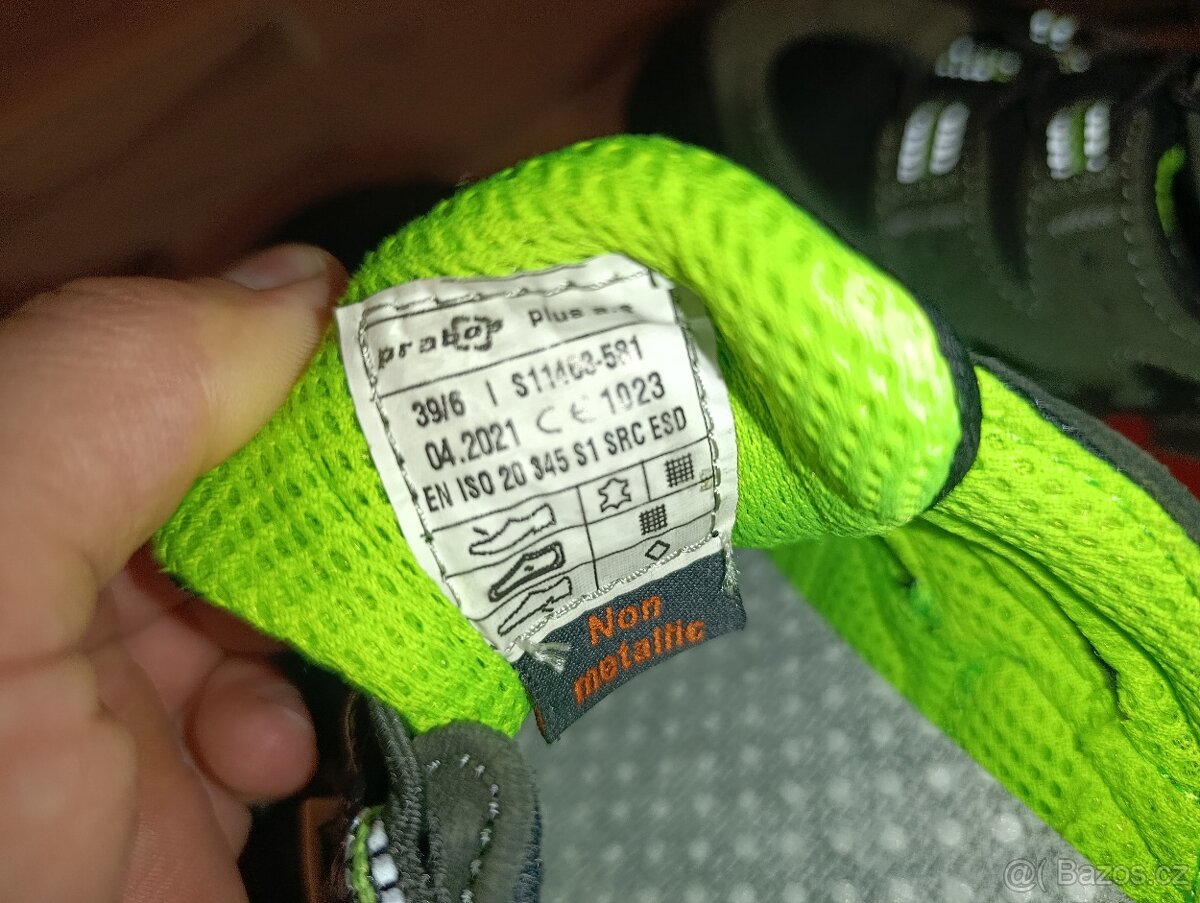 prabos plus a.s
39/6 | S11463-581
04.2021 CE 1023
EN ISO 20 345 S1 SRC ESD
Non
metallic
@( Bazos.cz